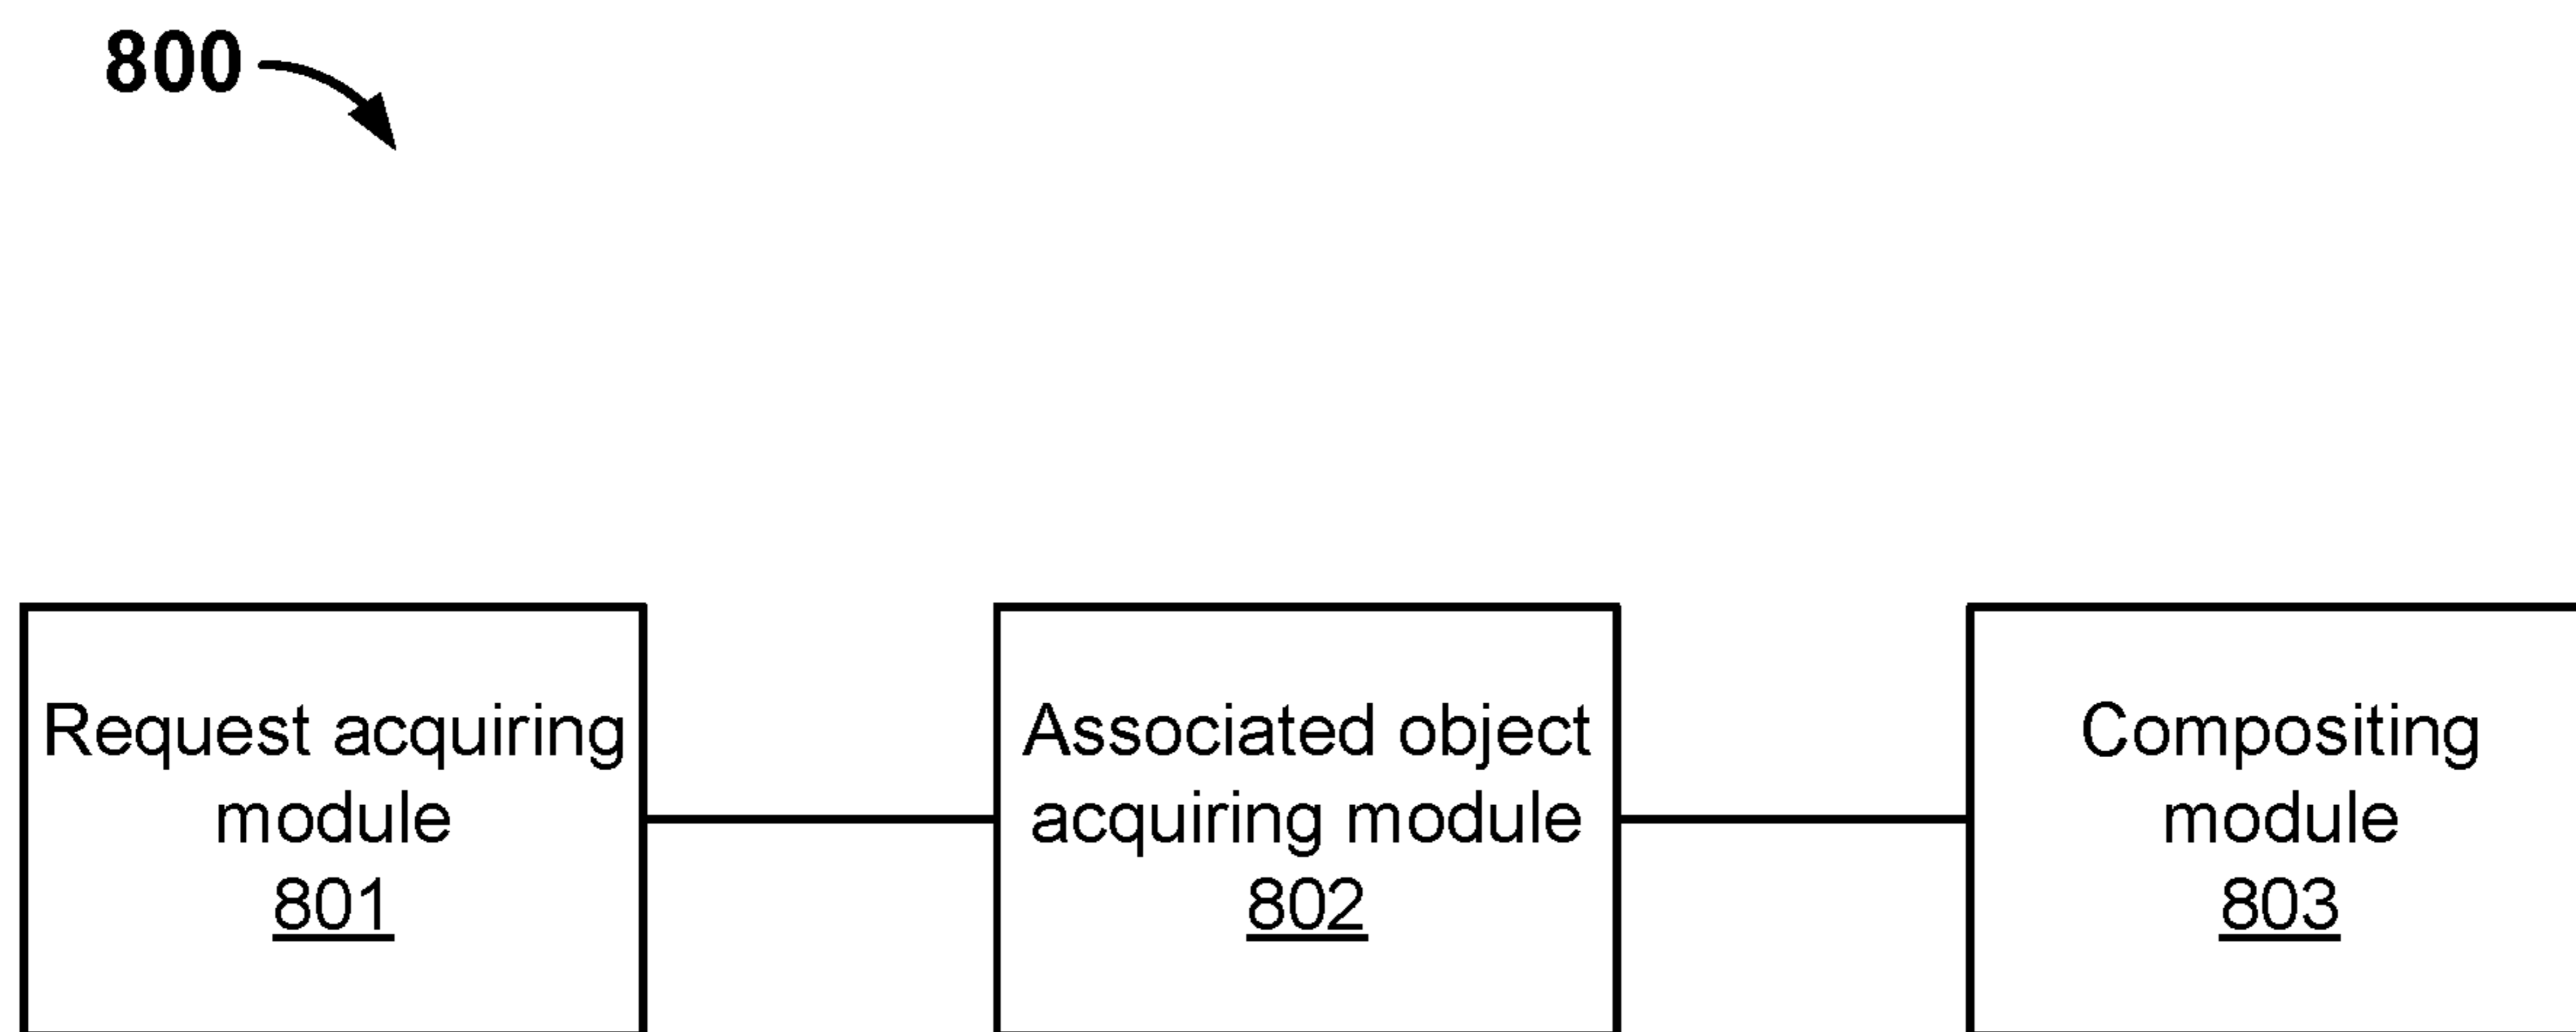 800
Request acquiring
module
801
Associated object
acquiring module
802
Compositing
module
803